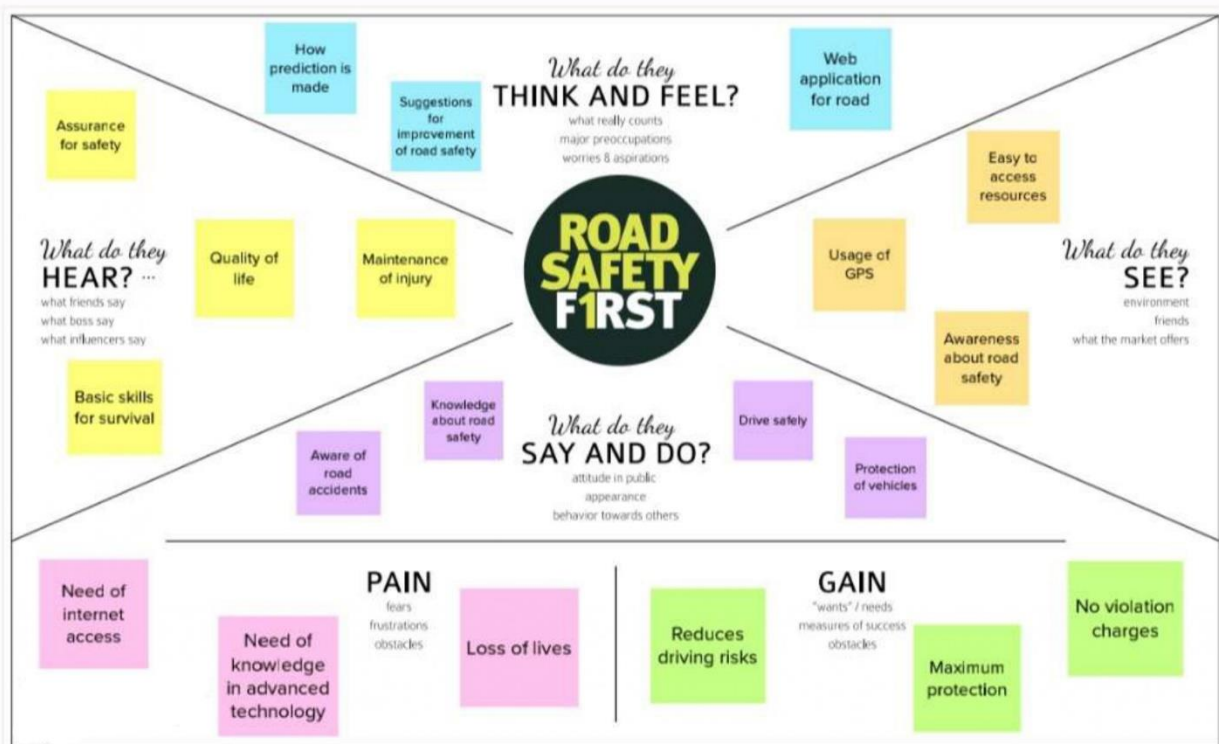 What do they
THINK AND FEEL?
what really counts
major preoccupations
worries & aspirations
How
prediction is
made
Suggestions
for
improvement
of road safety
Web
application
for road
What do they
HEAR? ...
what friends say
what boss say
what influencers say
Assurance
for safety
Quality of
life
Maintenance
of injury
Basic skills
for survival
ROAD
SAFETY
F1RST
What do they
SEE?
environment
friends
what the market offers
Easy to
access
resources
Usage of
GPS
Awareness
about road
safety
What do they
SAY AND DO?
attitude in public
appearance
behavior towards others
Aware of
road
accidents
Knowledge
about road
safety
Drive safely
Protection
of vehicles
PAIN
fears
frustrations
obstacles
Need of
internet
access
Need of
knowledge
in advanced
technology
Loss of lives
GAIN
"wants" / needs
measures of success
obstacles
Reduces
driving risks
Maximum
protection
No violation
charges